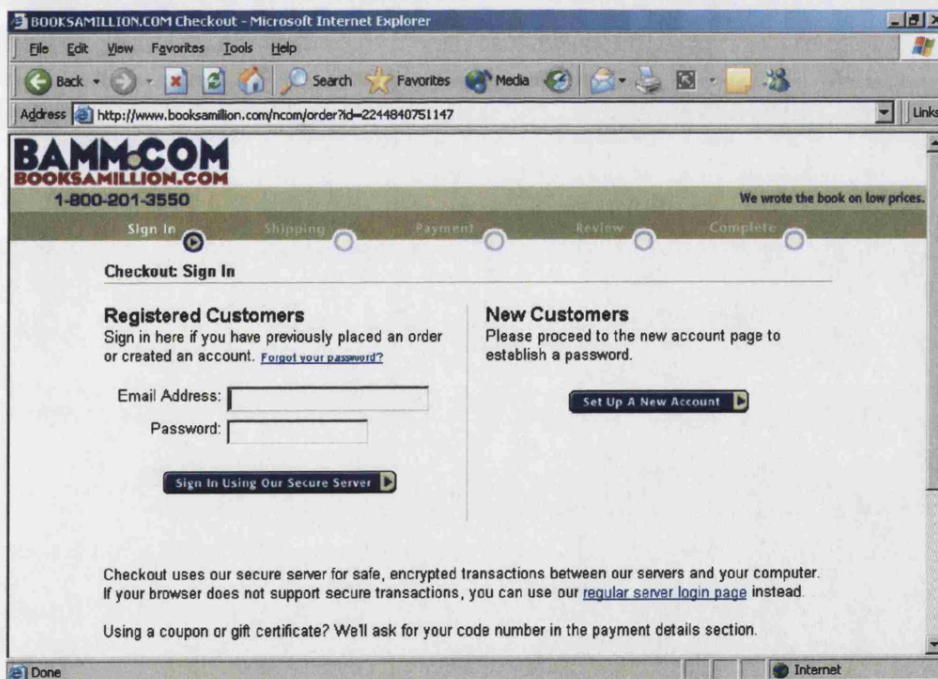 BOOKSAMILLION.COM Checkout - Microsoft Internet Explorer
File Edit View Favorites Tools Help
Back Search Favorites Media
Address http://www.booksamillion.com/ncom/order?id=2244840751147 Links
BAMM.COM
BOOKSAMILLION.COM
1-800-201-3550 We wrote the book on low prices.
Sign In Shipping Payment Review Complete
Checkout: Sign In
Registered Customers
Sign in here if you have previously placed an order
or created an account. Forgot your password?
Email Address:
Password:
Sign In Using Our Secure Server
New Customers
Please proceed to the new account page to
establish a password.
Set Up A New Account
Checkout uses our secure server for safe, encrypted transactions between our servers and your computer.
If your browser does not support secure transactions, you can use our regular server login page instead.
Using a coupon or gift certificate? We'll ask for your code number in the payment details section.
Done Internet